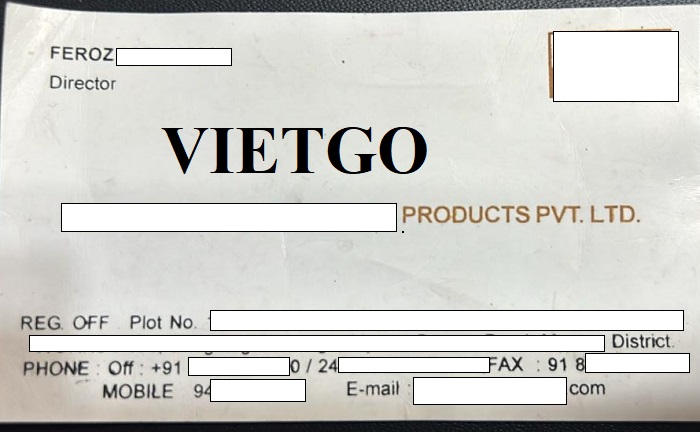 FEROZ
Director
VIETGO
PRODUCTS PVT. LTD.
REG. OFF Plot No.
District.
PHONE : Off : +91 0 / 24 FAX : 91 8
MOBILE 94 E-mail : com